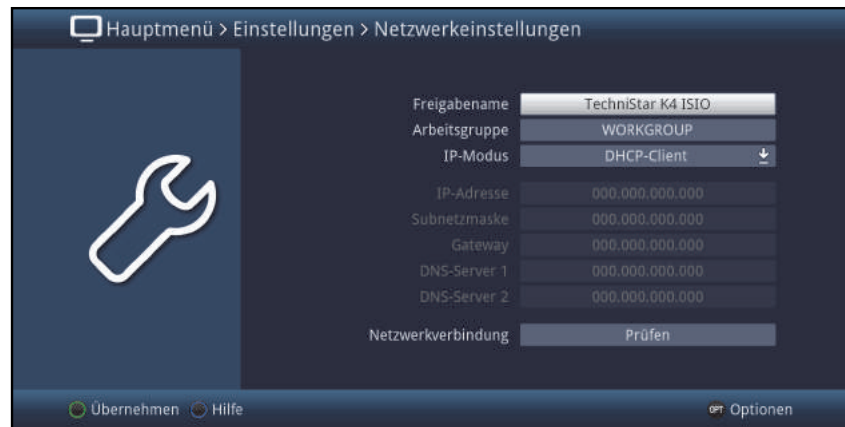 Hauptmenü > Einstellungen > Netzwerkeinstellungen
Freigabename TechniStar K4 ISIO
Arbeitsgruppe WORKGROUP
IP-Modus DHCP-Client
IP-Adresse 000.000.000.000
Subnetzmaske 000.000.000.000
Gateway 000.000.000.000
DNS-Server 1 000.000.000.000
DNS-Server 2 000.000.000.000
Netzwerkverbindung Prüfen
Übernehmen Hilfe OPT Optionen